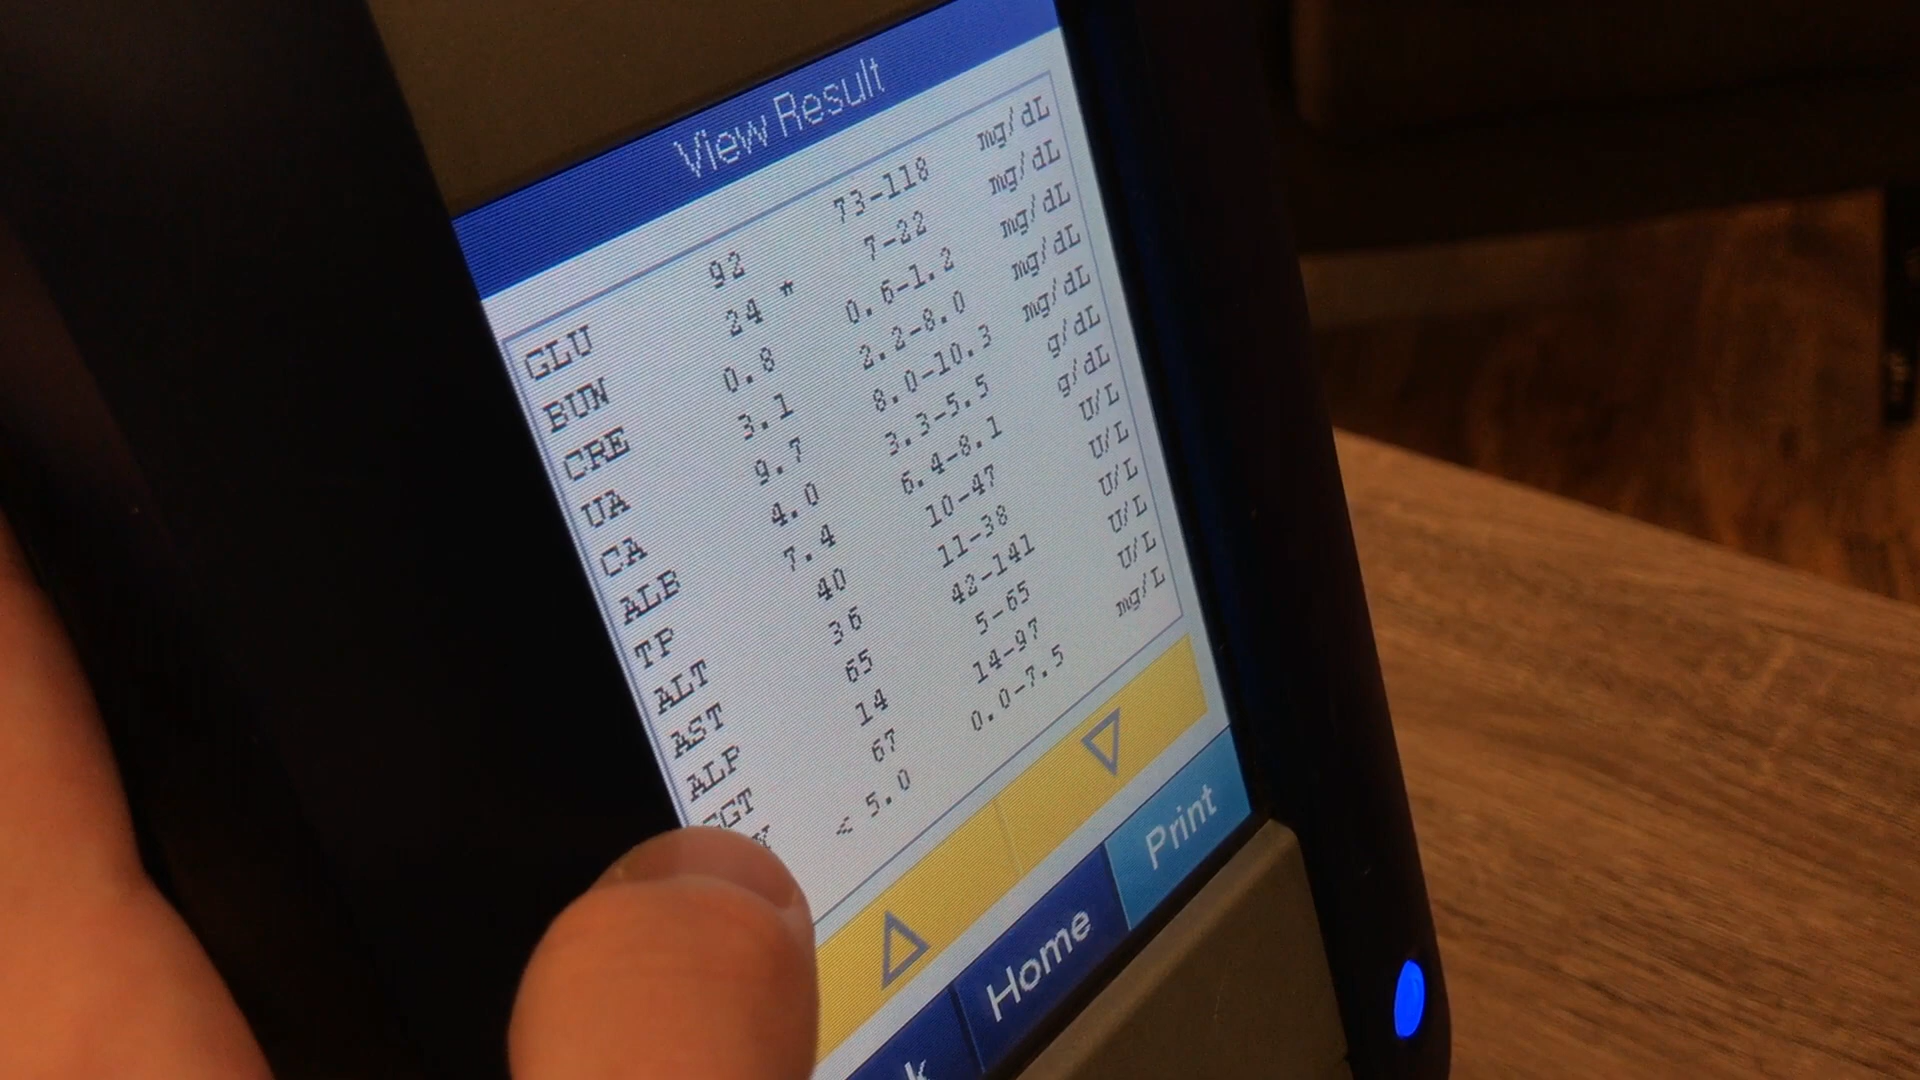 View Result
GLU 92 73-118 mg/dL
BUN 24 * 7-22 mg/dL
CRE 0.8 0.6-1.2 mg/dL
UA 3.1 2.2-8.0 mg/dL
CA 9.7 8.0-10.3 mg/dL
ALB 4.0 3.3-5.5 g/dL
TP 7.4 6.4-8.1 g/dL
ALT 40 10-47 U/L
AST 36 11-38 U/L
ALP 65 42-141 U/L
GGT 14 5-65 U/L
67 14-97 U/L
< 5.0 0.0-7.5 mg/L
Home
Print